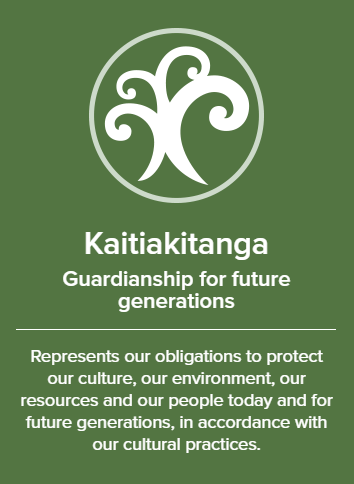 Kaitiakitanga
Guardianship for future
generations
Represents our obligations to protect
our culture, our environment, our
resources and our people today and for
future generations, in accordance with
our cultural practices.